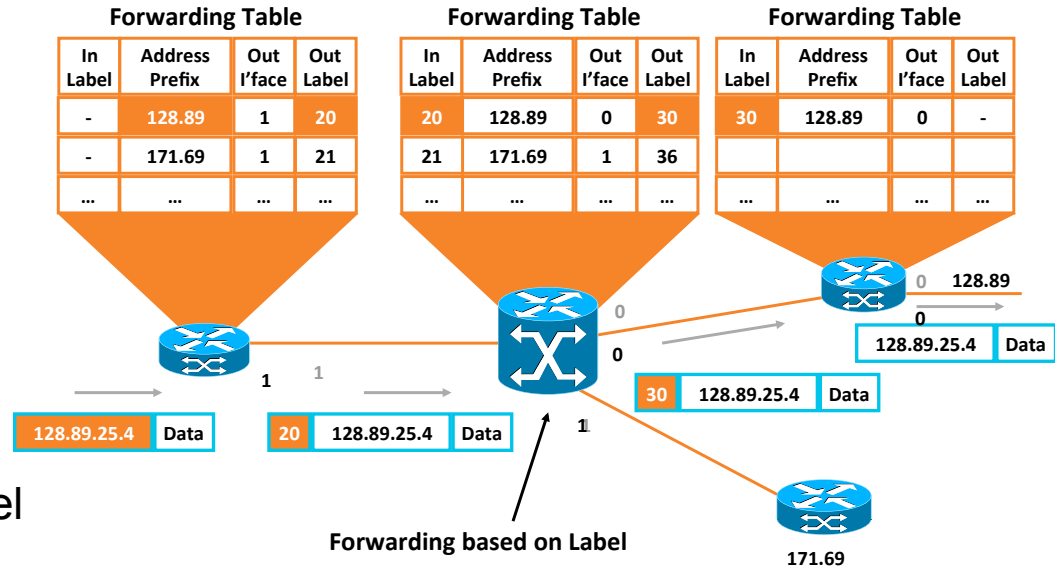 Forwarding Table
Forwarding Table
Forwarding Table
In Label Address Prefix Out I'face Out Label
- 128.89 1 20
- 171.69 1 21
... ... ... ...
In Label Address Prefix Out I'face Out Label
20 128.89 0 30
21 171.69 1 36
... ... ... ...
In Label Address Prefix Out I'face Out Label
30 128.89 0 -
... ... ... ...
0 128.89
0
128.89.25.4 Data
0
0
1 1
30 128.89.25.4 Data
128.89.25.4 Data
20 128.89.25.4 Data
1 1
el
Forwarding based on Label
171.69